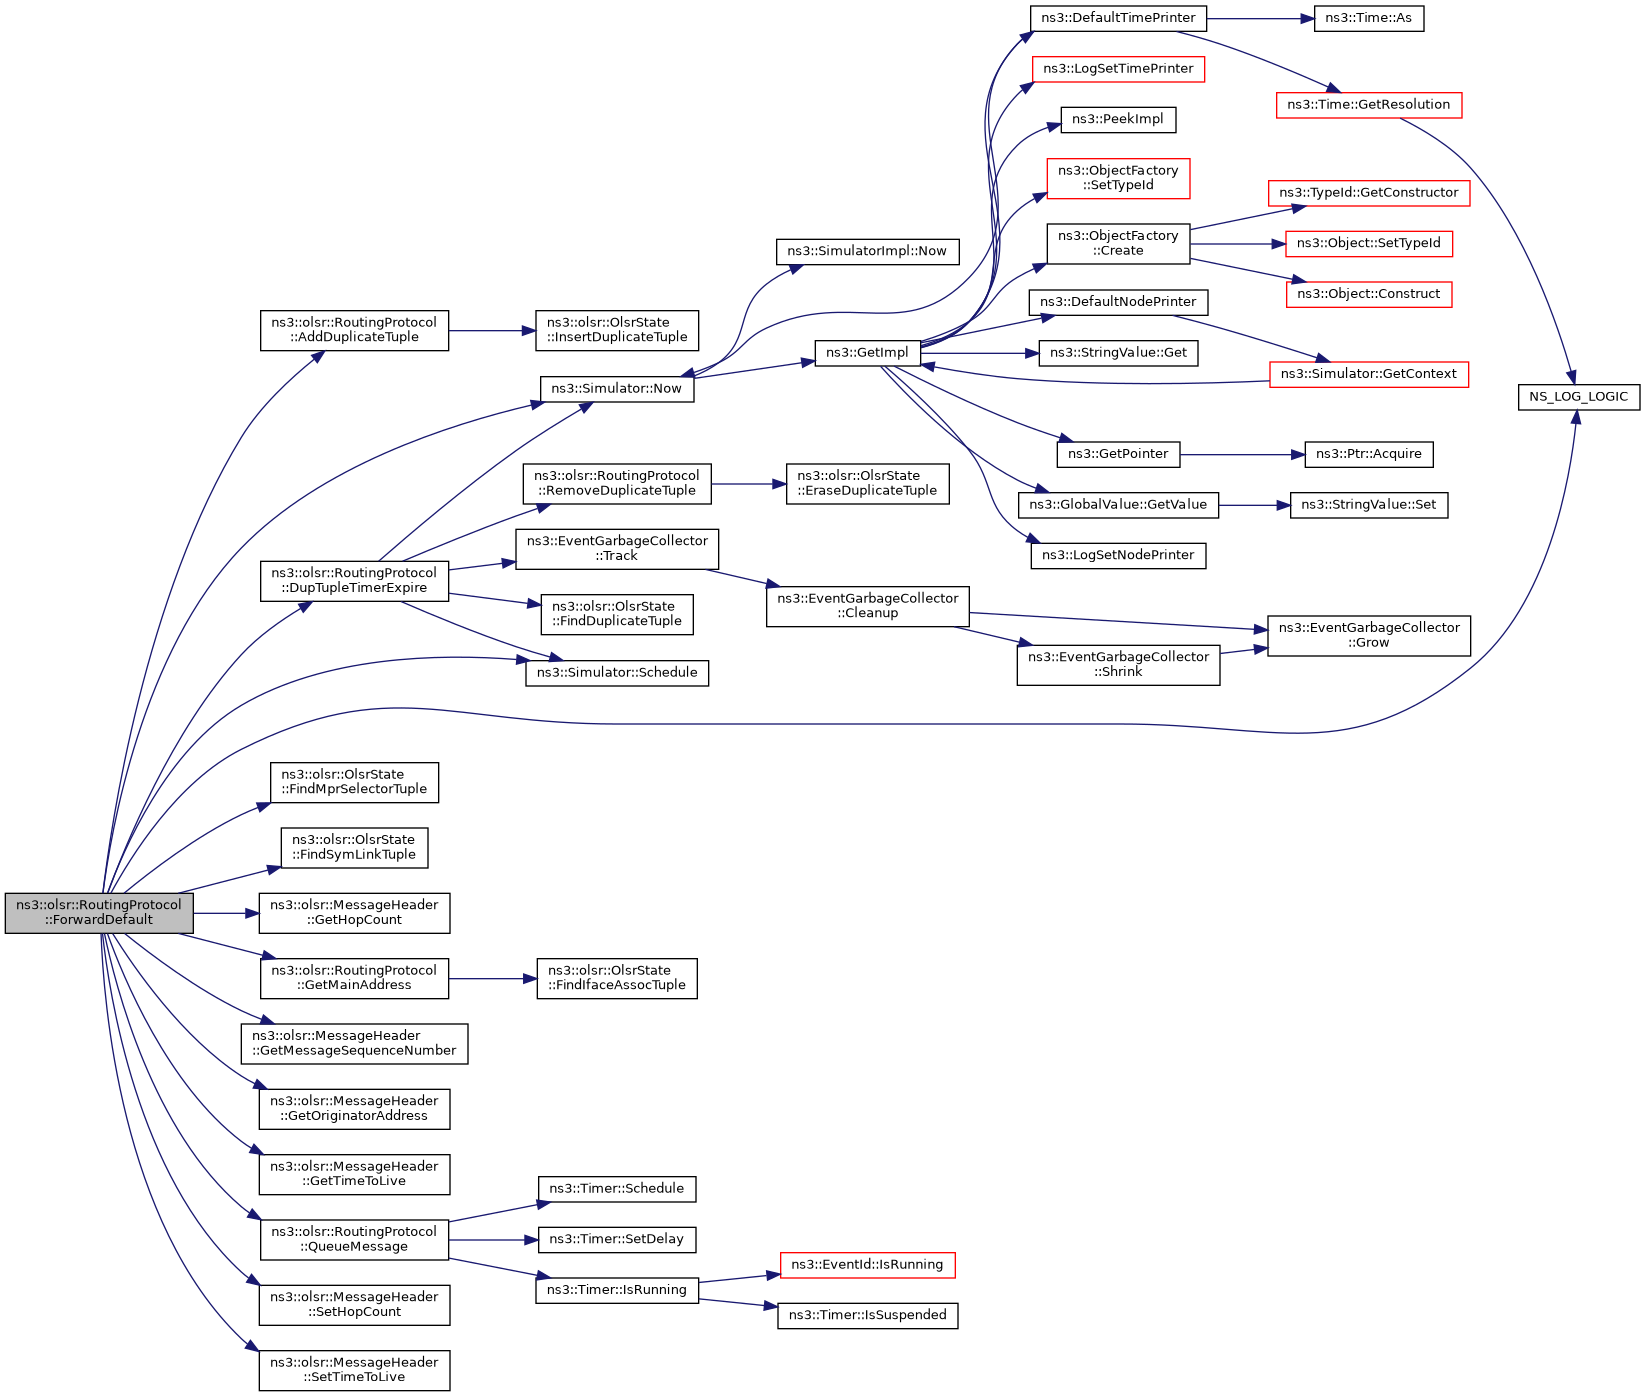 ns3::olsr::RoutingProtocol
::ForwardDefault
ns3::olsr::RoutingProtocol
::AddDuplicateTuple
ns3::olsr::RoutingProtocol
::DupTupleTimerExpire
ns3::olsr::OlsrState
::FindMprSelectorTuple
ns3::olsr::OlsrState
::FindSymLinkTuple
ns3::olsr::MessageHeader
::GetHopCount
ns3::olsr::RoutingProtocol
::GetMainAddress
ns3::olsr::MessageHeader
::GetMessageSequenceNumber
ns3::olsr::MessageHeader
::GetOriginatorAddress
ns3::olsr::MessageHeader
::GetTimeToLive
ns3::olsr::RoutingProtocol
::QueueMessage
ns3::olsr::MessageHeader
::SetHopCount
ns3::olsr::MessageHeader
::SetTimeToLive
ns3::olsr::OlsrState
::InsertDuplicateTuple
ns3::Simulator::Now
ns3::olsr::RoutingProtocol
::RemoveDuplicateTuple
ns3::EventGarbageCollector
::Track
ns3::olsr::OlsrState
::FindDuplicateTuple
ns3::Simulator::Schedule
ns3::olsr::OlsrState
::FindIfaceAssocTuple
ns3::Timer::Schedule
ns3::Timer::SetDelay
ns3::Timer::IsRunning
ns3::SimulatorImpl::Now
ns3::GetImpl
ns3::olsr::OlsrState
::EraseDuplicateTuple
ns3::EventGarbageCollector
::Cleanup
ns3::EventId::IsRunning
ns3::Timer::IsSuspended
ns3::DefaultTimePrinter
ns3::LogSetTimePrinter
ns3::PeekImpl
ns3::ObjectFactory
::SetTypeId
ns3::ObjectFactory
::Create
ns3::DefaultNodePrinter
ns3::StringValue::Get
ns3::GetPointer
ns3::GlobalValue::GetValue
ns3::LogSetNodePrinter
ns3::EventGarbageCollector
::Shrink
ns3::Time::As
ns3::Time::GetResolution
ns3::TypeId::GetConstructor
ns3::Object::SetTypeId
ns3::Object::Construct
ns3::Simulator::GetContext
ns3::Ptr::Acquire
ns3::StringValue::Set
ns3::EventGarbageCollector
::Grow
NS_LOG_LOGIC